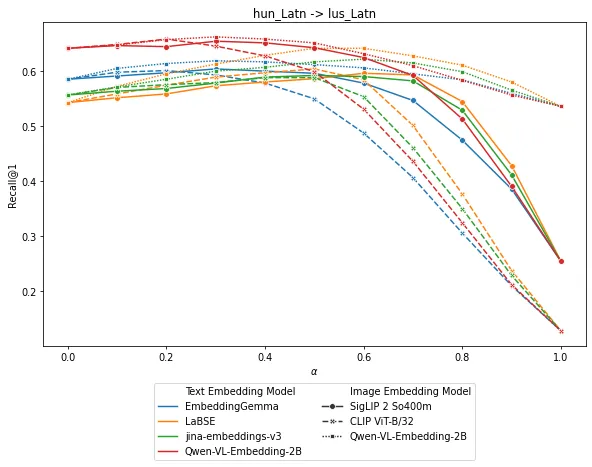 hun_Latn -> lus_Latn
Recall@1
0.6
0.5
0.4
0.3
0.2
0.0
0.2
0.4
0.6
0.8
1.0
α
Text Embedding Model
EmbeddingGemma
LaBSE
jina-embeddings-v3
Qwen-VL-Embedding-2B
Image Embedding Model
SigLIP 2 So400m
CLIP ViT-B/32
Qwen-VL-Embedding-2B